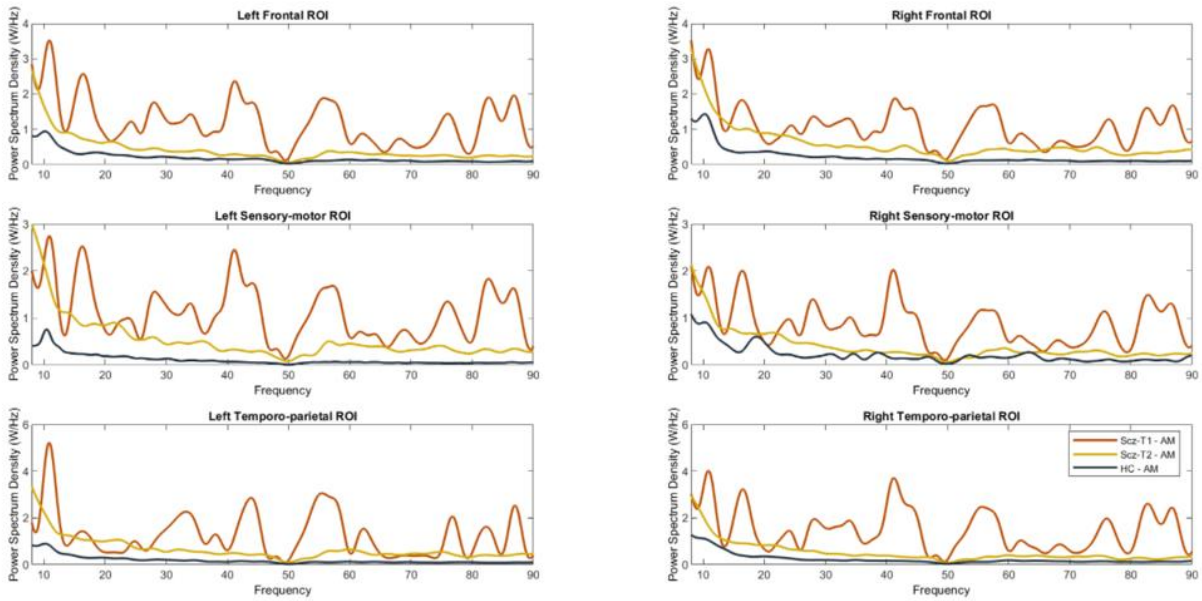 Left Frontal ROI
Power Spectrum Density (W/Hz)
4
3
2
1
0
10 20 30 40 50 60 70 80 90
Frequency
Right Frontal ROI
Power Spectrum Density (W/Hz)
4
3
2
1
0
10 20 30 40 50 60 70 80 90
Frequency
Left Sensory-motor ROI
Power Spectrum Density (W/Hz)
3
2
1
0
10 20 30 40 50 60 70 80 90
Frequency
Right Sensory-motor ROI
Power Spectrum Density (W/Hz)
3
2
1
0
10 20 30 40 50 60 70 80 90
Frequency
Left Temporo-parietal ROI
Power Spectrum Density (W/Hz)
6
4
2
0
10 20 30 40 50 60 70 80 90
Frequency
Right Temporo-parietal ROI
Power Spectrum Density (W/Hz)
6
4
2
0
10 20 30 40 50 60 70 80 90
Frequency
Scz-T1 - AM
Scz-T2 - AM
HC - AM